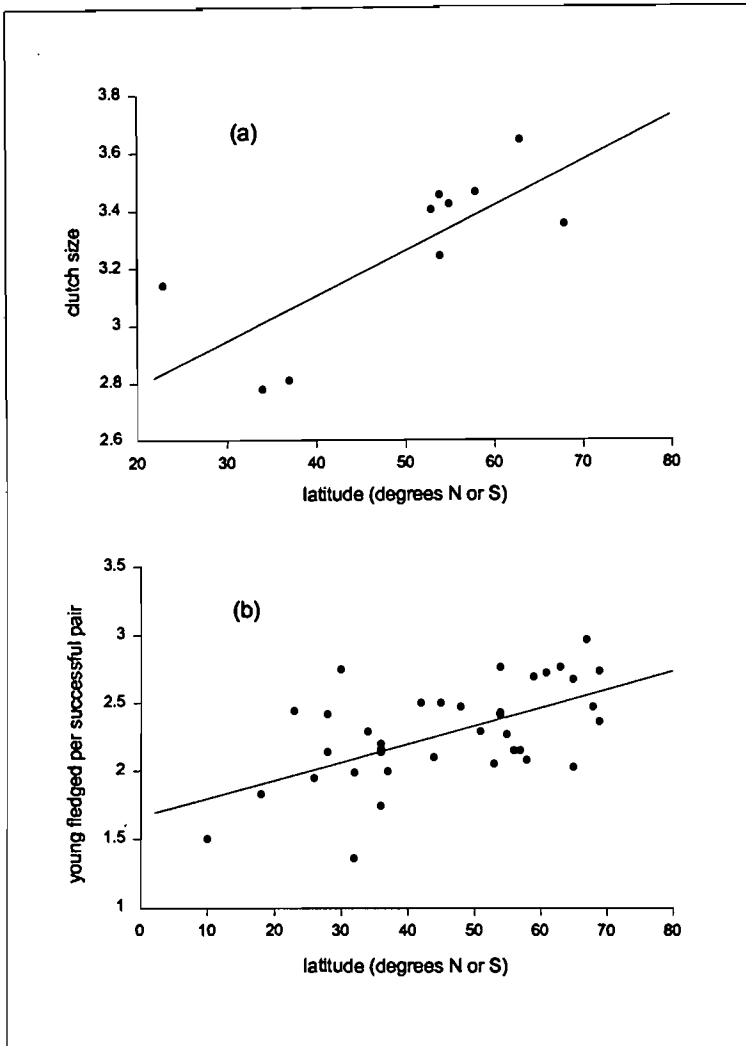 (a)
clutch size
3.8
3.6
3.4
3.2
3
2.8
2.6
20 30 40 50 60 70 80
latitude (degrees N or S)
(b)
young fledged per successful pair
3.5
3
2.5
2
1.5
1
0 10 20 30 40 50 60 70 80
latitude (degrees N or S)